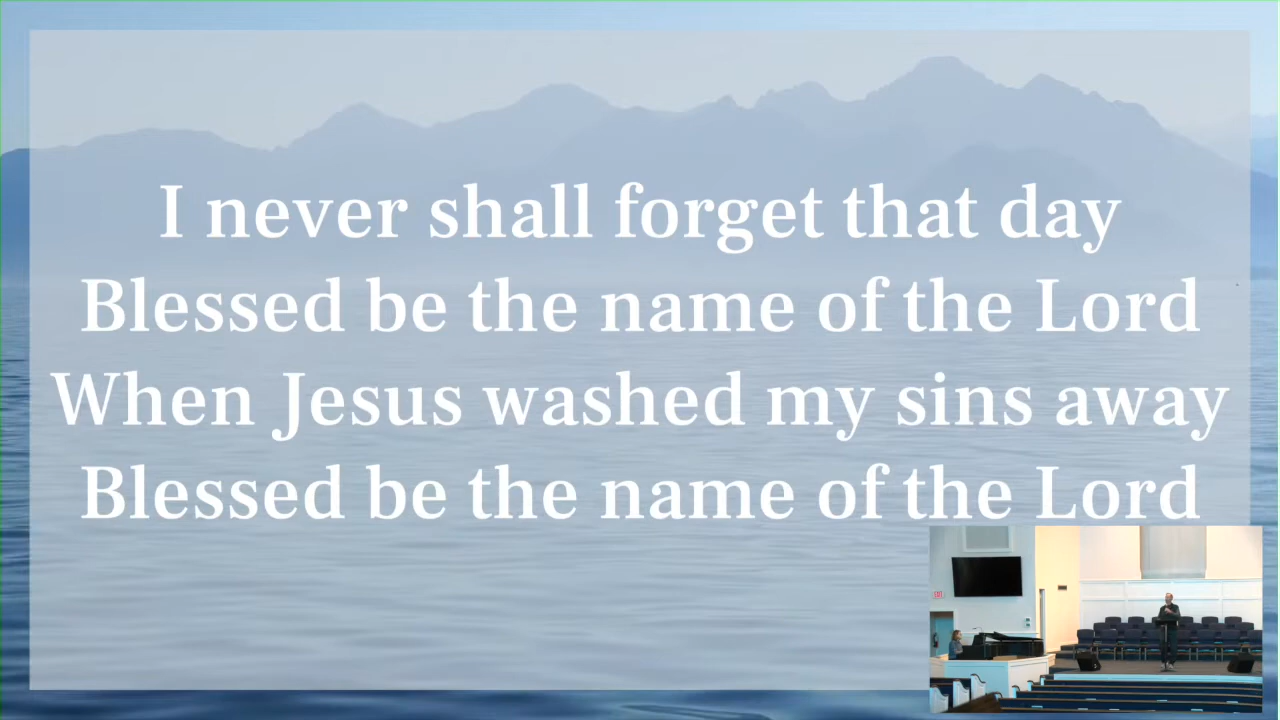 I never shall forget that day
Blessed be the name of the Lord
When Jesus washed my sins away
Blessed be the name of the Lord
EXIT